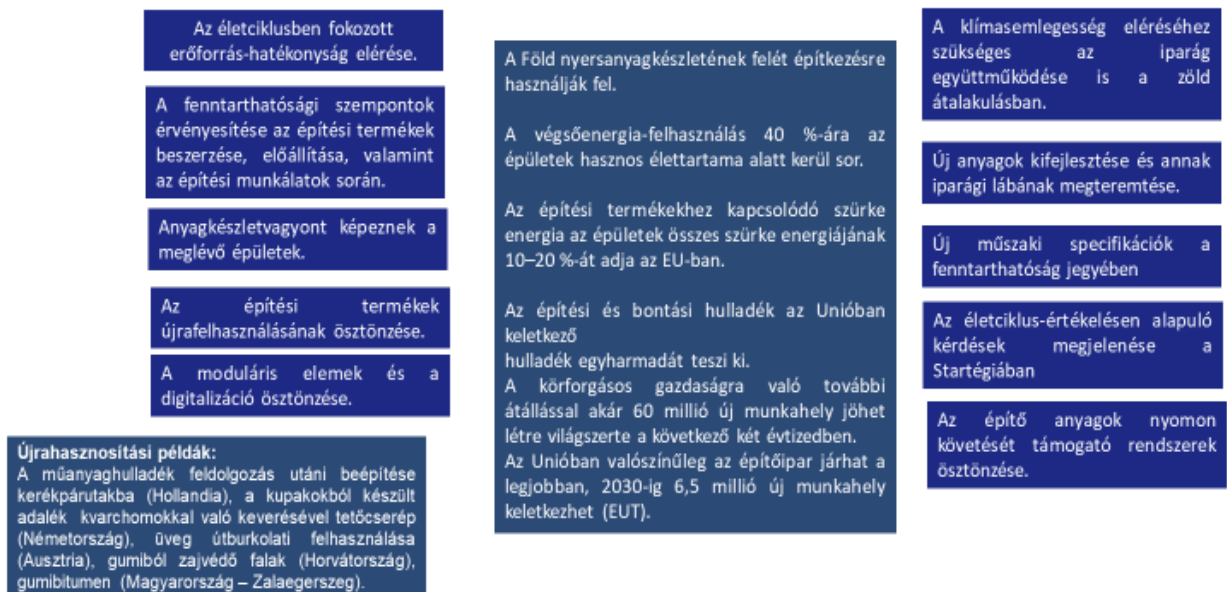 Az életciklusben fokozott
erőforrás-hatékonyság elérése.
A fenntarthatósági szempontok
érvényesítése az építési termékek
beszerzése, előállítása, valamint
az építési munkálatok során.
Anyagkészletvagyont képeznek a
meglévő épületek.
Az építési termékek
újrafelhasználásának ösztönzése.
A moduláris elemek és a
digitalizáció ösztönzése.
Újrahasznosítási példák:
A műanyaghulladék feldolgozás utáni beépítése
kerékpárutakba (Hollandia), a kupakokból készült
adalék kvarchomokkal való keverésével tetőcserép
(Németország), üveg útburkolati felhasználása
(Ausztria), gumiból zajvédő falak (Horvátország),
gumibitumen (Magyarország – Zalaegerszeg).
A Föld nyersanyagkészletének felét építkezésre
használják fel.
A végsőenergia-felhasználás 40 %-ára az
épületek hasznos élettartama alatt kerül sor.
Az építési termékekhez kapcsolódó szürke
energia az épületek összes szürke energiájának
10–20 %-át adja az EU-ban.
Az építési és bontási hulladék az Unióban
keletkező
hulladék egyharmadát teszi ki.
A körforgásos gazdaságra való további
átállással akár 60 millió új munkahely jöhet
létre világszerte a következő két évtizedben.
Az Unióban valószínűleg az építőipar járhat a
legjobban, 2030-ig 6,5 millió új munkahely
keletkezhet (EUT).
A klímasemlegesség eléréséhez
szükséges az iparág
együttműködése is a zöld
átalakulásban.
Új anyagok kifejlesztése és annak
iparági lábának megteremtése.
Új műszaki specifikációk a
fenntarthatóság jegyében
Az életciklus-értékelésen alapuló
kérdések megjelenése a
Startégiában
Az építő anyagok nyomon
követését támogató rendszerek
ösztönzése.